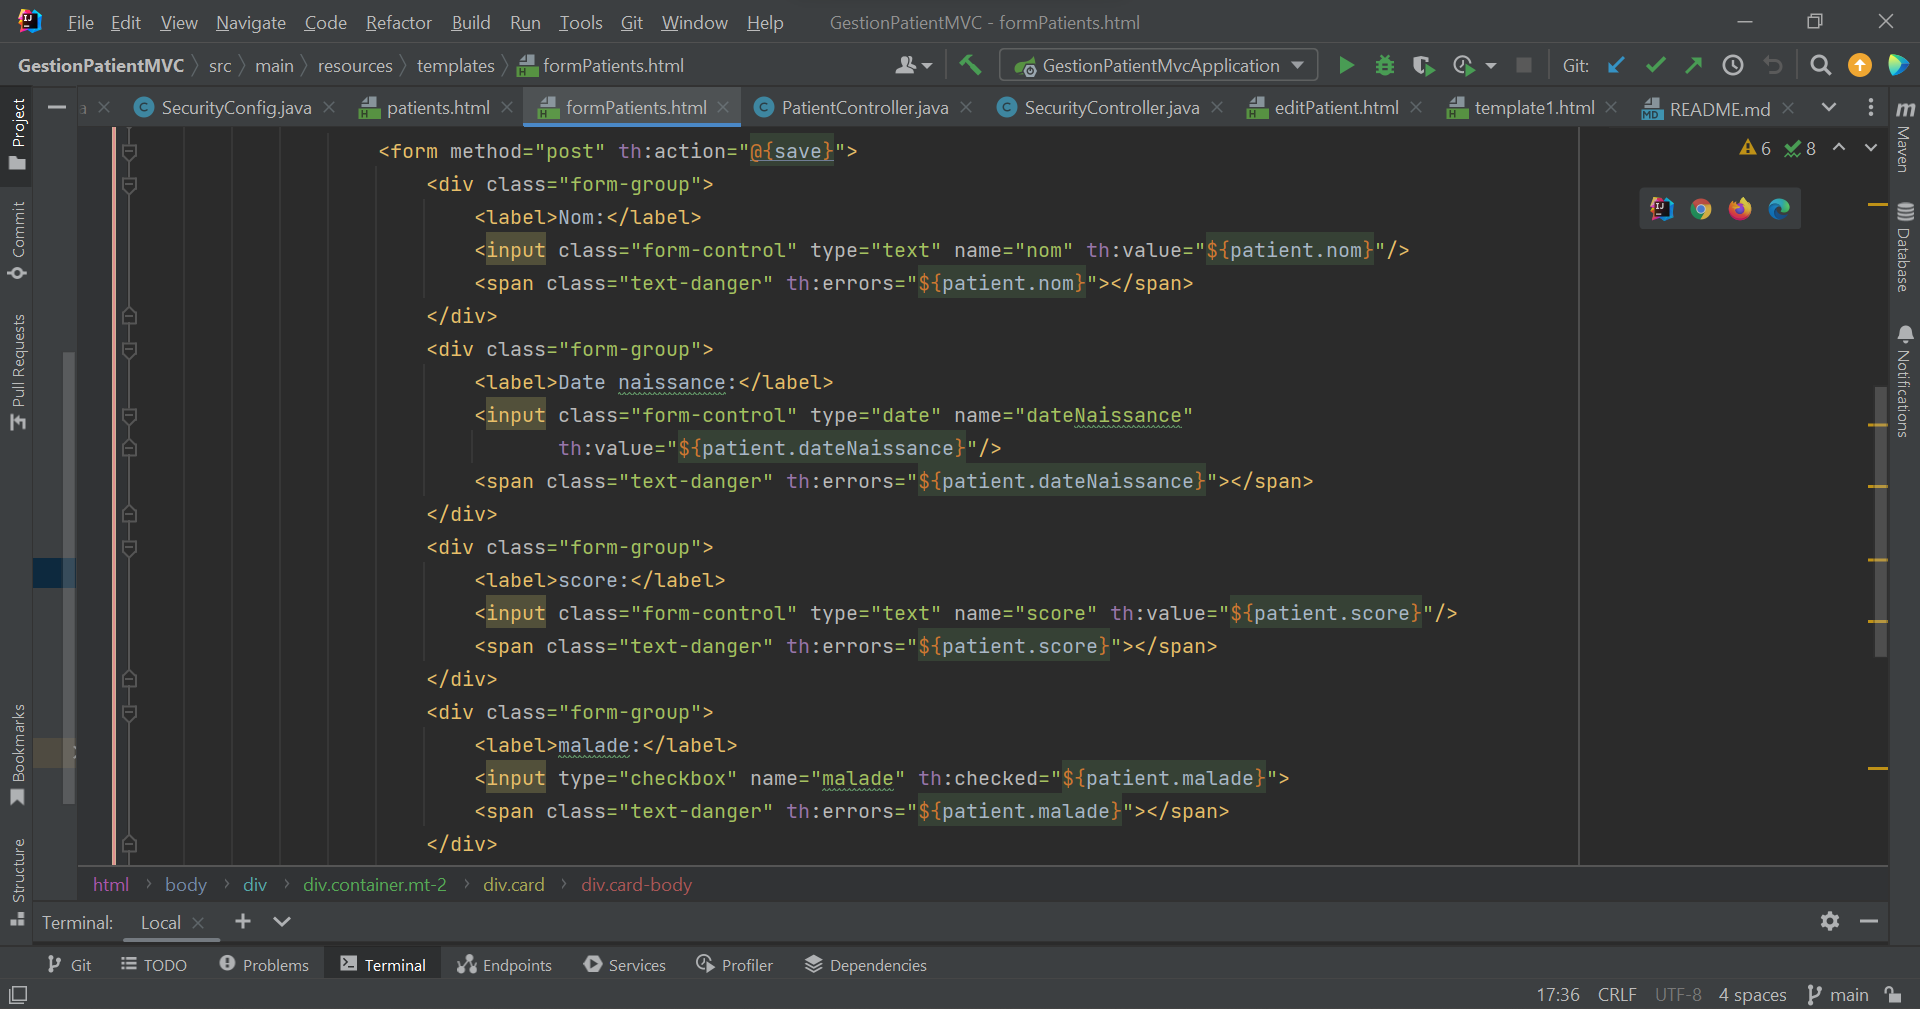 File Edit View Navigate Code Refactor Build Run Tools Git Window Help GestionPatientMVC - formPatients.html
GestionPatientMVC src main resources templates formPatients.html GestionPatientMvcApplication Git:
a SecurityConfig.java patients.html formPatients.html PatientController.java SecurityController.java editPatient.html template1.html README.md
6 8
<form method="post" th:action="@{save}">
<div class="form-group">
<label>Nom:</label>
<input class="form-control" type="text" name="nom" th:value="${patient.nom}"/>
<span class="text-danger" th:errors="${patient.nom}"></span>
</div>
<div class="form-group">
<label>Date naissance:</label>
<input class="form-control" type="date" name="dateNaissance"
th:value="${patient.dateNaissance}"/>
<span class="text-danger" th:errors="${patient.dateNaissance}"></span>
</div>
<div class="form-group">
<label>score:</label>
<input class="form-control" type="text" name="score" th:value="${patient.score}"/>
<span class="text-danger" th:errors="${patient.score}"></span>
</div>
<div class="form-group">
<label>malade:</label>
<input type="checkbox" name="malade" th:checked="${patient.malade}">
<span class="text-danger" th:errors="${patient.malade}"></span>
</div>
Project
Commit
Pull Requests
Bookmarks
Structure
m Maven
Database
Notifications
html body div div.container.mt-2 div.card div.card-body
Terminal: Local
Git TODO Problems Terminal Endpoints Services Profiler Dependencies
17:36 CRLF UTF-8 4 spaces main